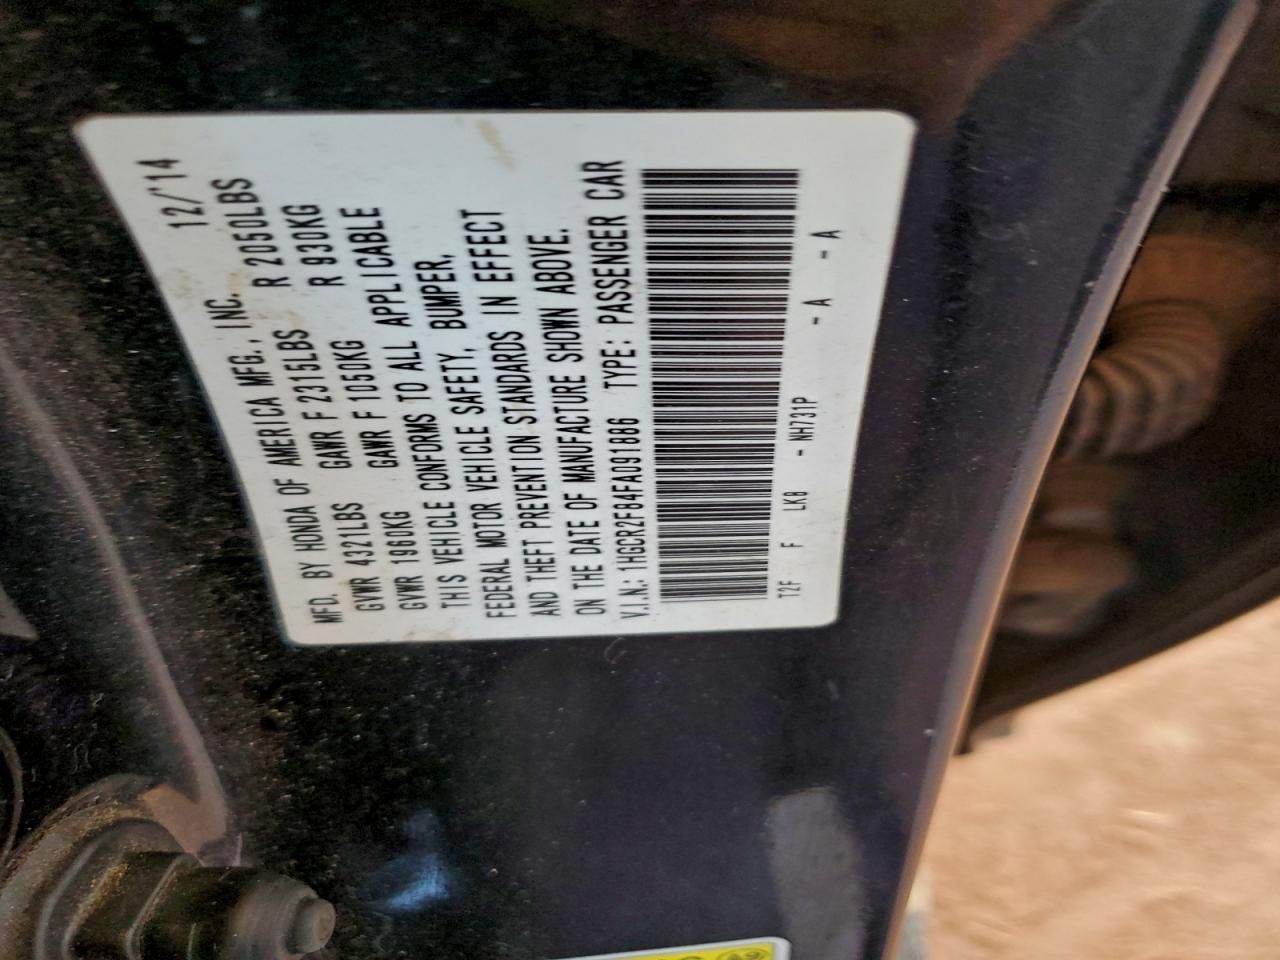 MFD. BY HONDA OF AMERICA MFG., INC. 12/'14
GVWR 4321LBS GAWR F 2315LBS R 2050LBS
GVWR 1960KG GAWR F 1050KG R 930KG
THIS VEHICLE CONFORMS TO ALL APPLICABLE
FEDERAL MOTOR VEHICLE SAFETY, BUMPER,
AND THEFT PREVENTION STANDARDS IN EFFECT
ON THE DATE OF MANUFACTURE SHOWN ABOVE.
V.I.N.: 1HGCR2F84FA091886 TYPE: PASSENGER CAR
T2F F LK8 - NH731P - A - A